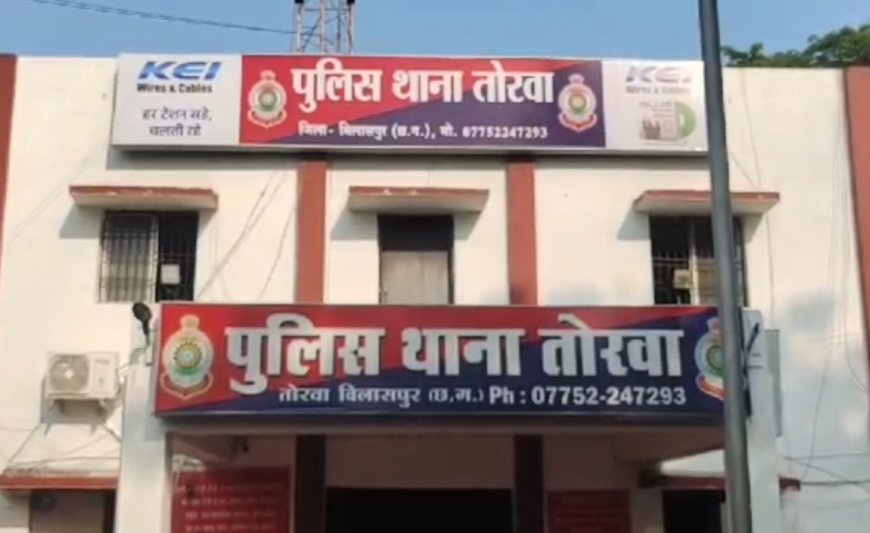 KEI
Wires & Cables
हर टेंशन सहे,
चलती रहे
पुलिस थाना तोरवा
जिला- बिलासपुर (छ.ग.), मो. 07752247293
KEI
Wires & Cables
पुलिस थाना तोरवा
तोरवा बिलासपुर (छ.ग.) Ph : 07752-247293